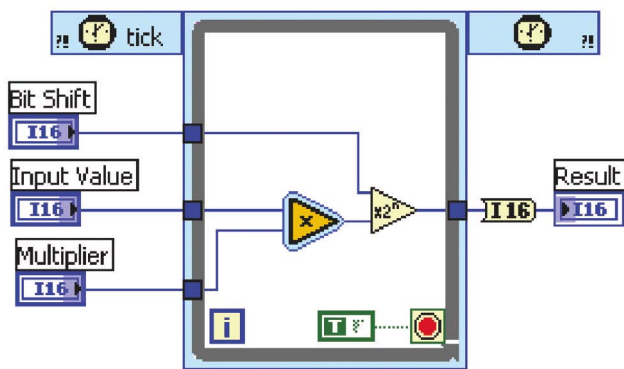 ?! tick ?!
Bit Shift
I16
Input Value
I16
Multiplier
I16
x
x2ⁿ
i
T
I16
Result
I16